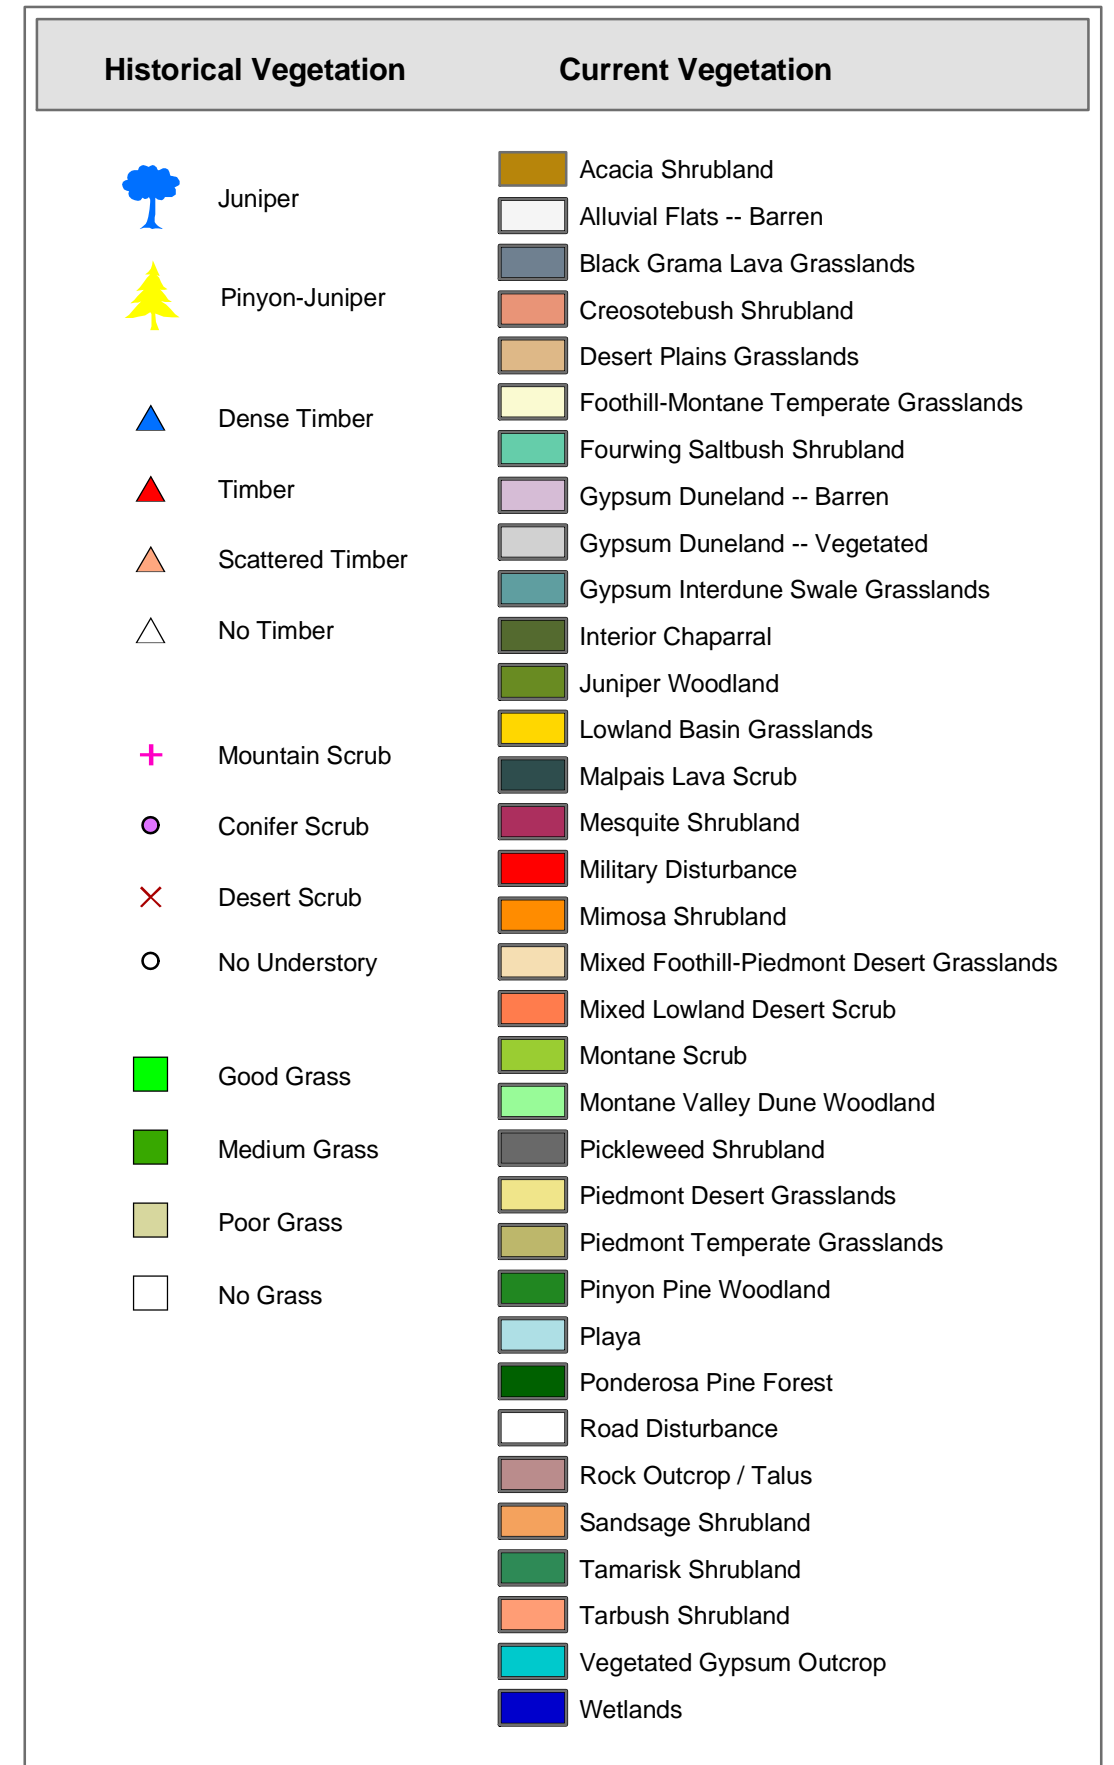 Historical Vegetation
Juniper
Pinyon-Juniper
Dense Timber
Timber
Scattered Timber
No Timber
Mountain Scrub
Conifer Scrub
Desert Scrub
No Understory
Good Grass
Medium Grass
Poor Grass
No Grass
Current Vegetation
Acacia Shrubland
Alluvial Flats -- Barren
Black Grama Lava Grasslands
Creosotebush Shrubland
Desert Plains Grasslands
Foothill-Montane Temperate Grasslands
Fourwing Saltbush Shrubland
Gypsum Duneland -- Barren
Gypsum Duneland -- Vegetated
Gypsum Interdune Swale Grasslands
Interior Chaparral
Juniper Woodland
Lowland Basin Grasslands
Malpais Lava Scrub
Mesquite Shrubland
Military Disturbance
Mimosa Shrubland
Mixed Foothill-Piedmont Desert Grasslands
Mixed Lowland Desert Scrub
Montane Scrub
Montane Valley Dune Woodland
Pickleweed Shrubland
Piedmont Desert Grasslands
Piedmont Temperate Grasslands
Pinyon Pine Woodland
Playa
Ponderosa Pine Forest
Road Disturbance
Rock Outcrop / Talus
Sandsage Shrubland
Tamarisk Shrubland
Tarbush Shrubland
Vegetated Gypsum Outcrop
Wetlands